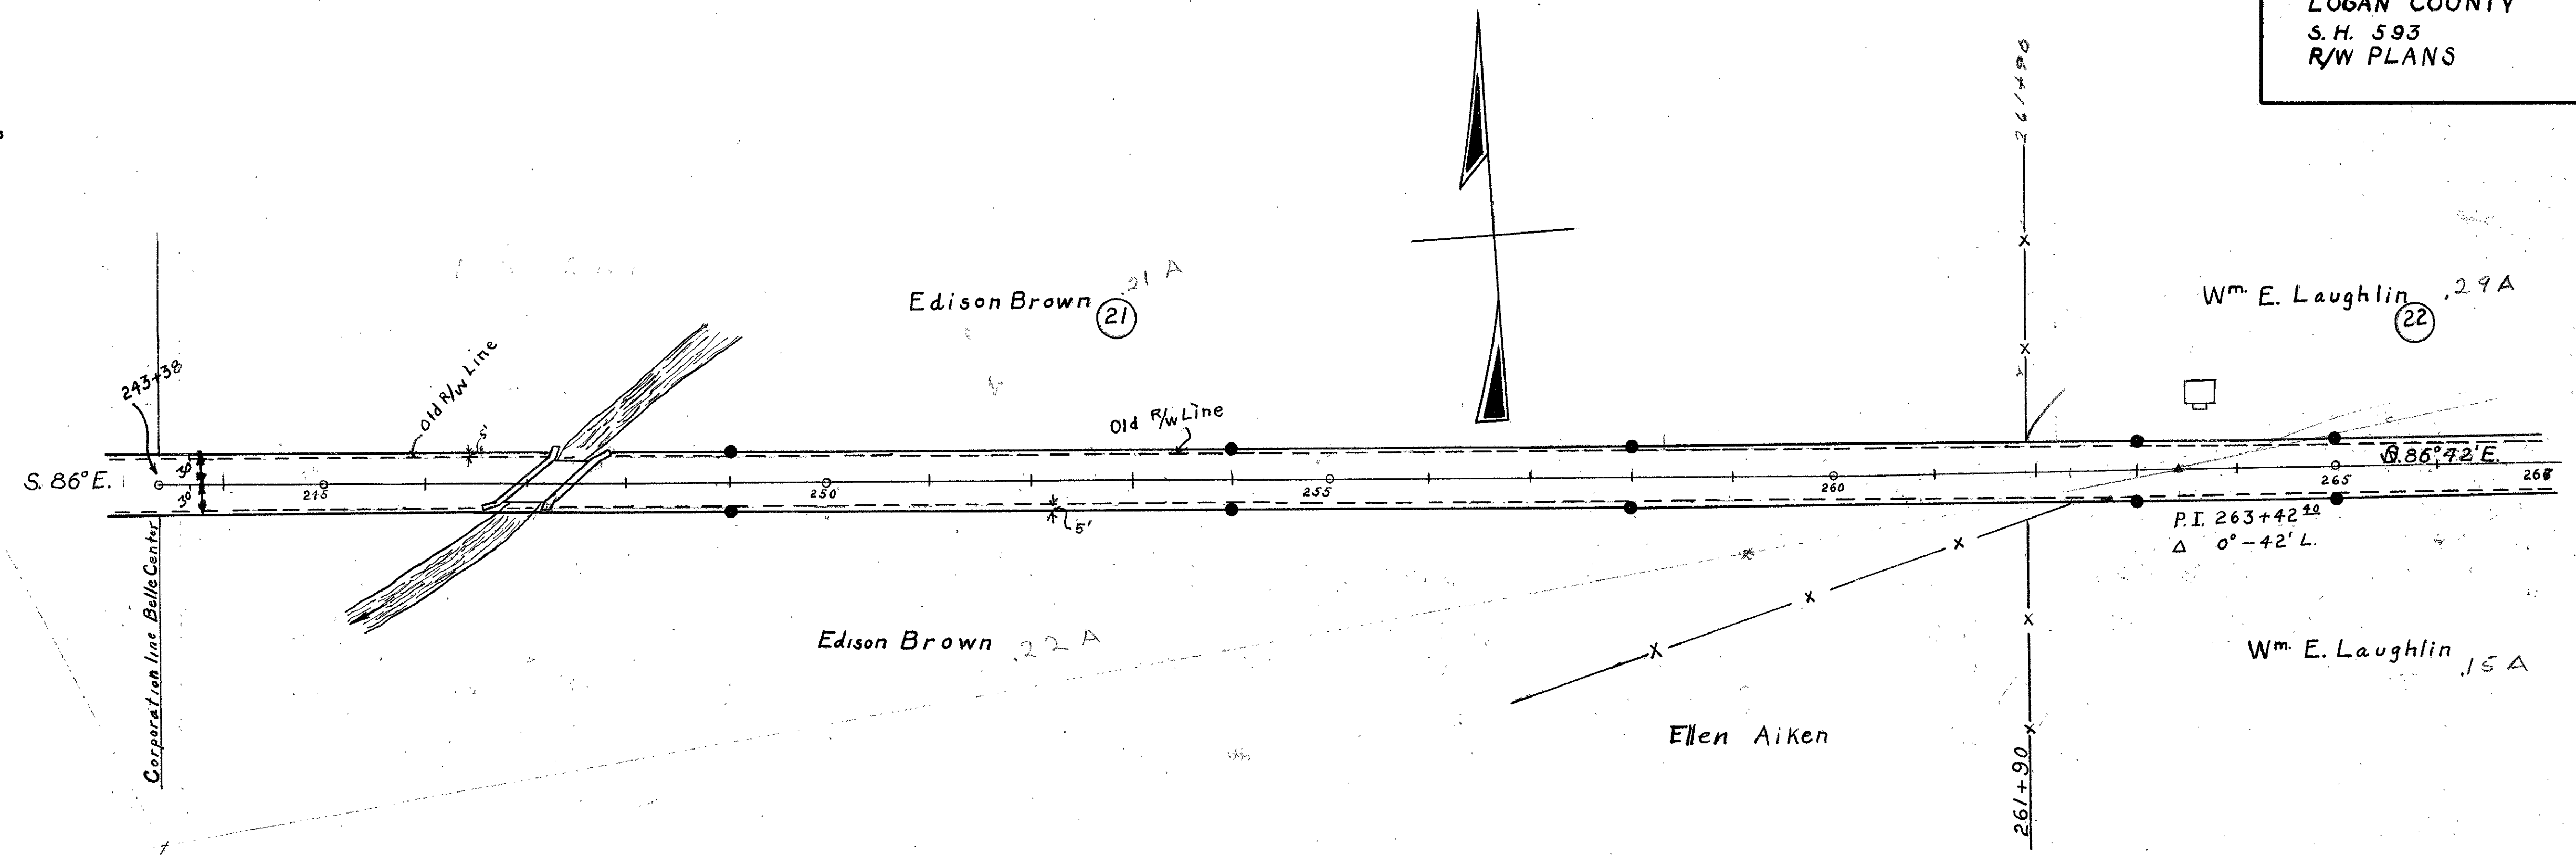 LOGAN COUNTY
S. H. 593
R/W PLANS
261+90
Edison Brown .21 A
21
Wm. E. Laughlin .29 A
22
243+38
Old R/W Line
5'
Old R/W Line
S. 86° E.
30'
30'
245
250
255
260
265
S. 86° 42' E.
5'
P.I. 263+42 40
Δ 0° - 42' L.
Corporation line Belle Center
Edison Brown .22 A
Ellen Aiken
Wm. E. Laughlin .15 A
261+90